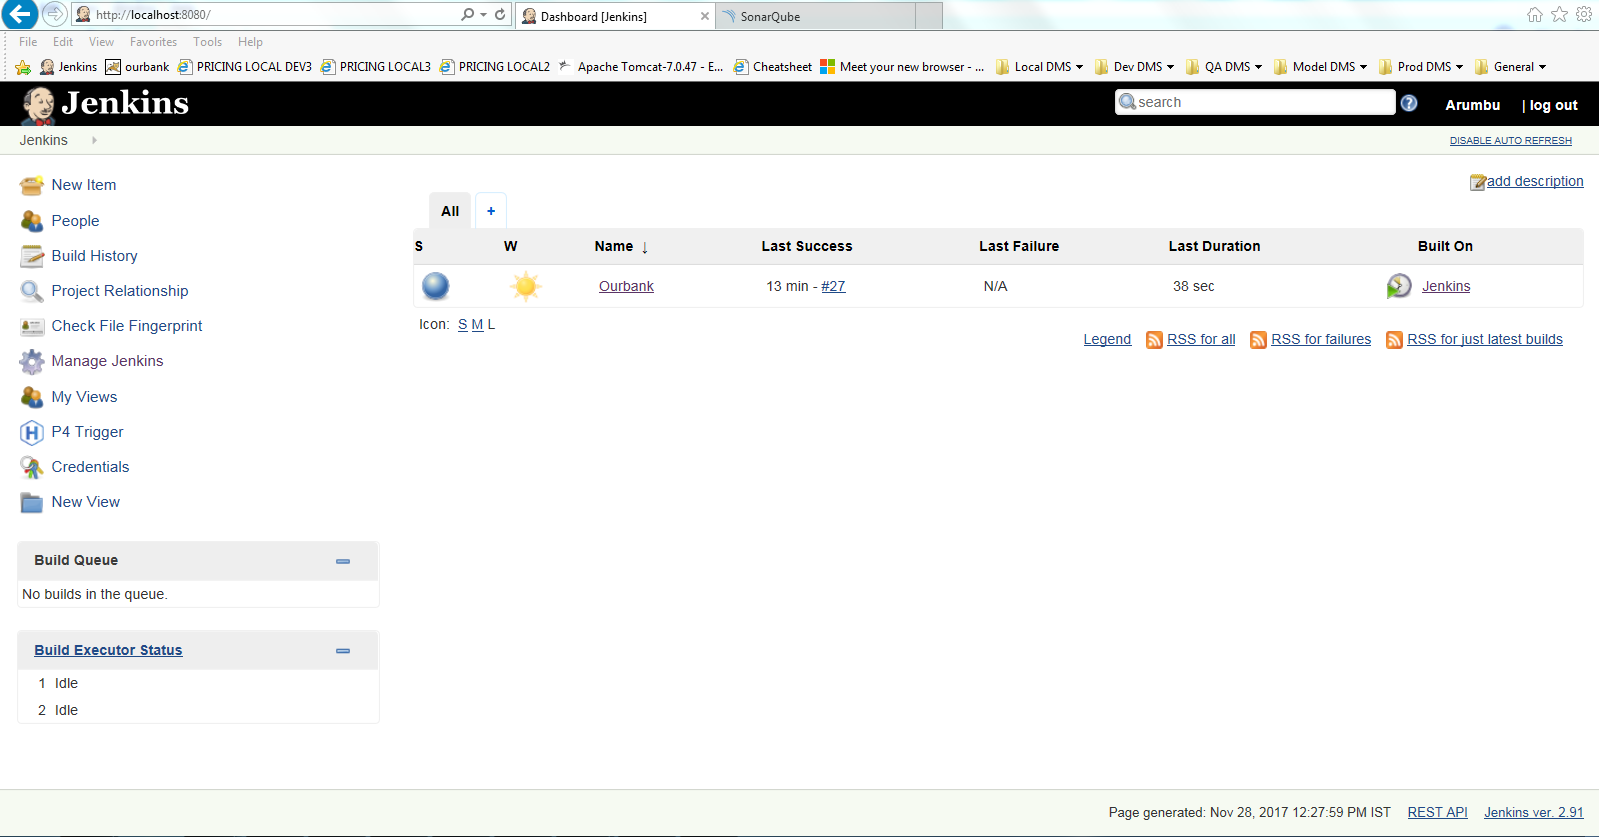 http://localhost:8080/
Dashboard [Jenkins]
SonarQube
File Edit View Favorites Tools Help
Jenkins ourbank PRICING LOCAL DEV3 PRICING LOCAL3 PRICING LOCAL2 Apache Tomcat-7.0.47 - E... Cheatsheet Meet your new browser - ... Local DMS Dev DMS QA DMS Model DMS Prod DMS General
Jenkins search ? Arumbu | log out
Jenkins DISABLE AUTO REFRESH
New Item
People
Build History
Project Relationship
Check File Fingerprint
Manage Jenkins
My Views
P4 Trigger
Credentials
New View
Build Queue
No builds in the queue.
Build Executor Status
1 Idle
2 Idle
add description
All +
S W Name ↓ Last Success Last Failure Last Duration Built On
Ourbank 13 min - #27 N/A 38 sec Jenkins
Icon: S M L
Legend RSS for all RSS for failures RSS for just latest builds
Page generated: Nov 28, 2017 12:27:59 PM IST REST API Jenkins ver. 2.91